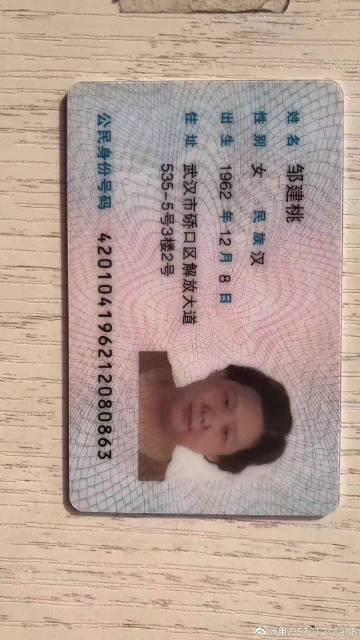 姓名 邹建桃
性别 女 民族 汉
出生 1962 年 12 月 8 日
住址 武汉市硚口区解放大道
535-5号3楼2号
公民身份号码 420104196212080863